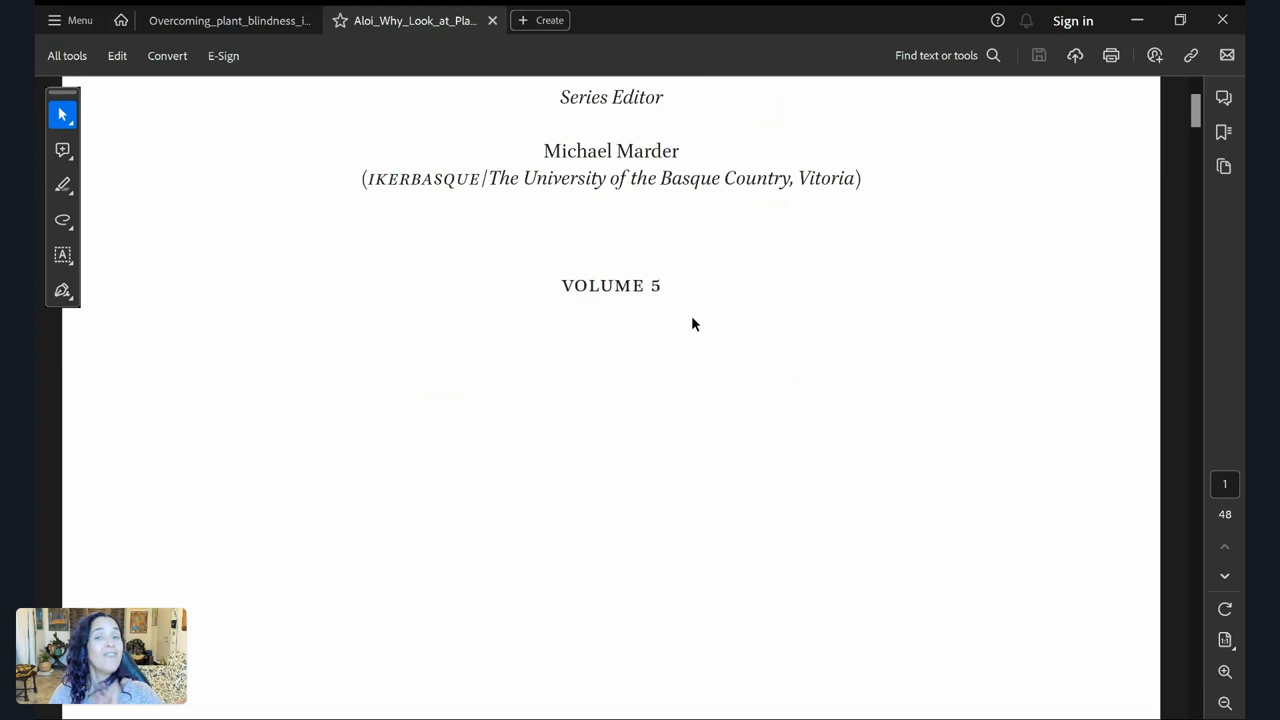 Menu
Overcoming_plant_blindness_i...
Aloi_Why_Look_at_Pla...
Create
Sign in
All tools
Edit
Convert
E-Sign
Find text or tools
Series Editor
Michael Marder
(IKERBASQUE/The University of the Basque Country, Vitoria)
VOLUME 5
1
48